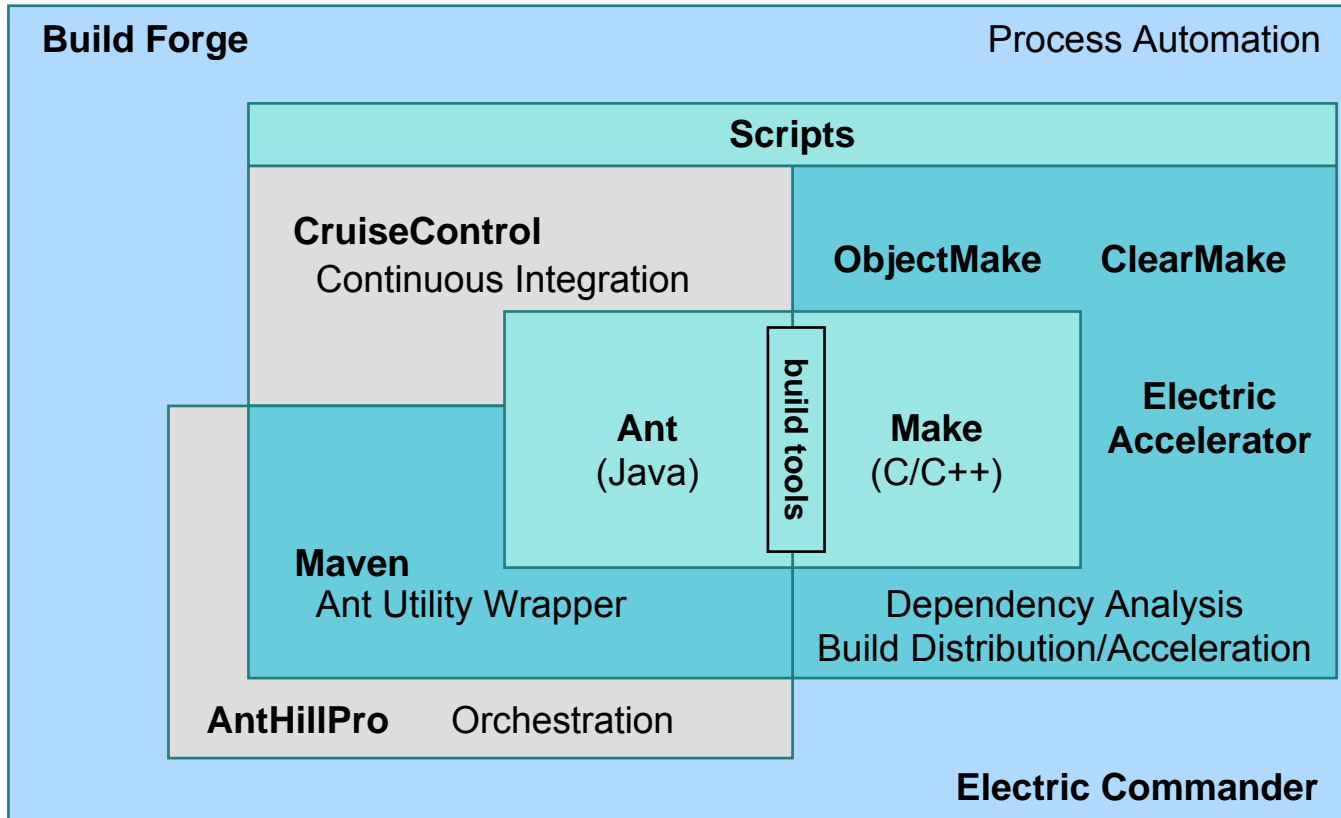 Build Forge
Process Automation
Scripts
CruiseControl
Continuous Integration
ObjectMake
ClearMake
Electric
Accelerator
Ant
(Java)
build tools
Make
(C/C++)
Maven
Ant Utility Wrapper
Dependency Analysis
Build Distribution/Acceleration
AntHillPro
Orchestration
Electric Commander